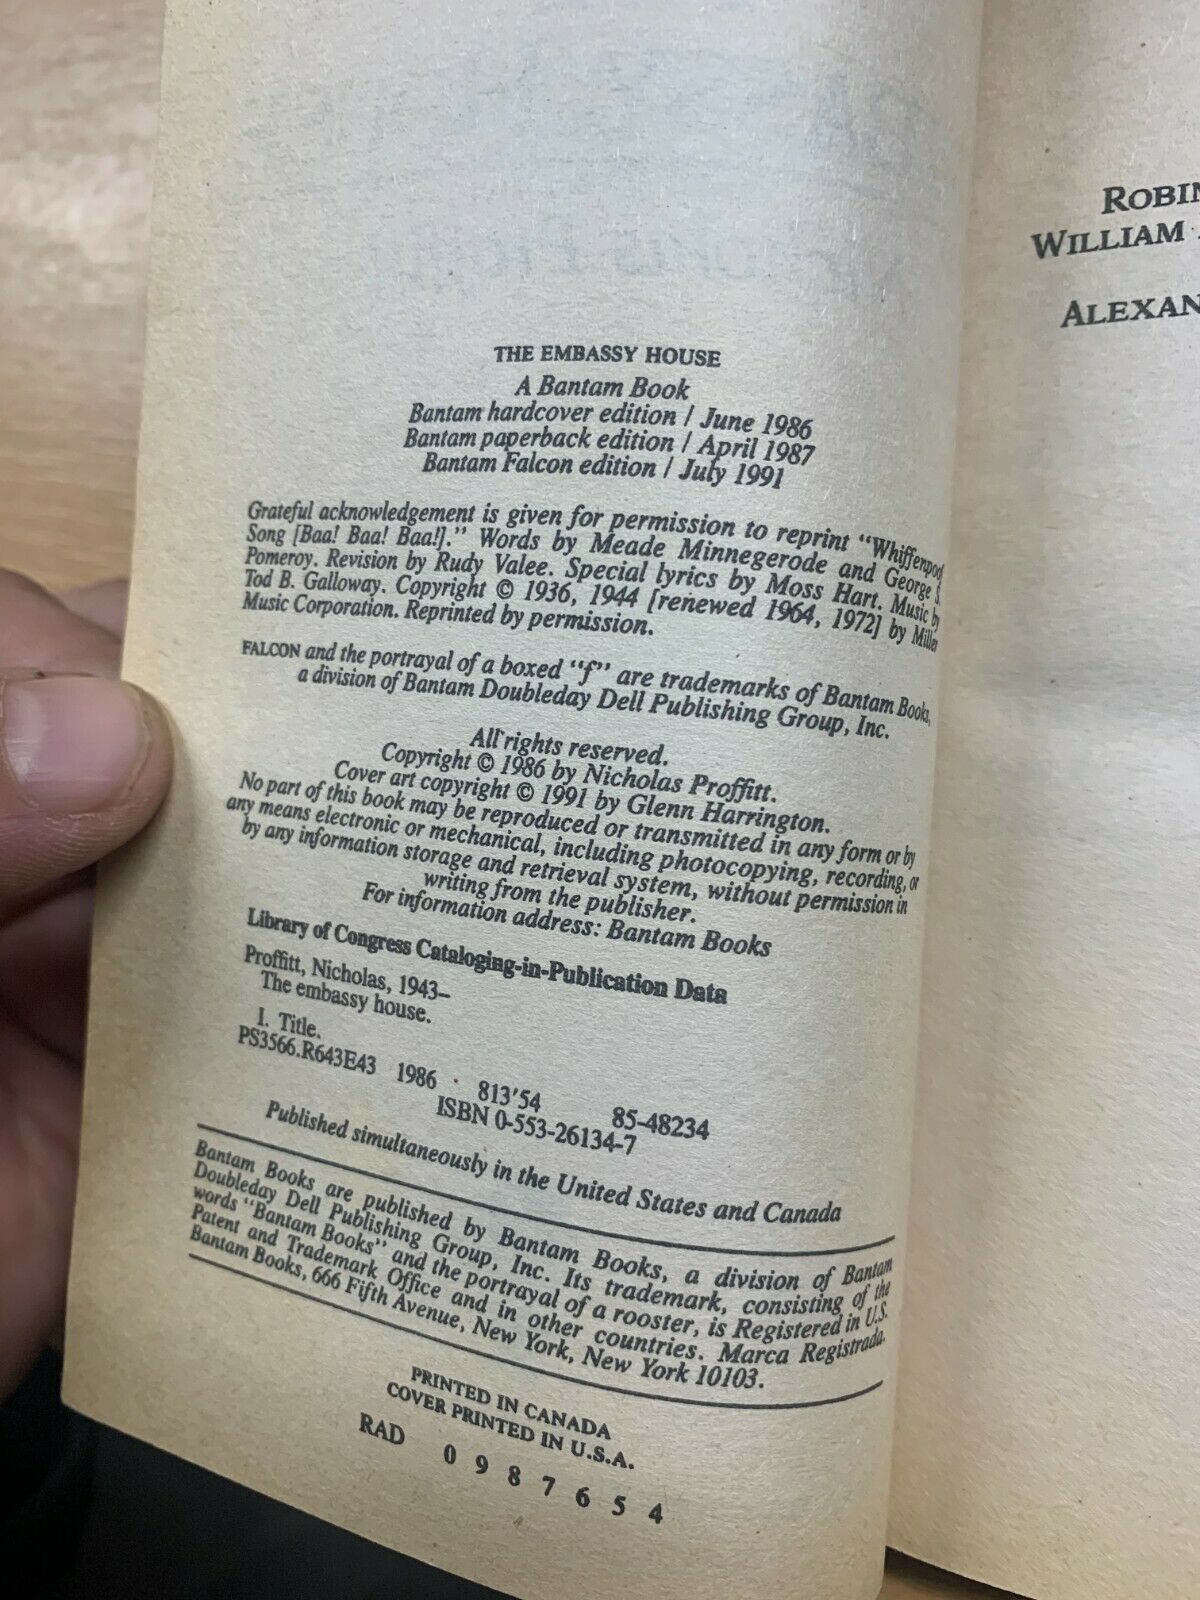 THE EMBASSY HOUSE
A Bantam Book
Bantam hardcover edition / June 1986
Bantam paperback edition / April 1987
Bantam Falcon edition / July 1991
Grateful acknowledgement is given for permission to reprint "Whiffenpoof
Song [Baa! Baa! Baa!]." Words by Meade Minnegerode and George S.
Pomeroy. Revision by Rudy Valee. Special lyrics by Moss Hart. Music by
Tod B. Galloway. Copyright © 1936, 1944 [renewed 1964, 1972] by Miller
Music Corporation. Reprinted by permission.
FALCON and the portrayal of a boxed "f" are trademarks of Bantam Books,
a division of Bantam Doubleday Dell Publishing Group, Inc.
All rights reserved.
Copyright © 1986 by Nicholas Proffitt.
Cover art copyright © 1991 by Glenn Harrington.
No part of this book may be reproduced or transmitted in any form or by
any means electronic or mechanical, including photocopying, recording, or
by any information storage and retrieval system, without permission in
writing from the publisher.
For information address: Bantam Books
Library of Congress Cataloging-in-Publication Data
Proffitt, Nicholas, 1943–
The embassy house.
I. Title.
PS3566.R643E43 1986 813'54 85-48234
ISBN 0-553-26134-7
Published simultaneously in the United States and Canada
Bantam Books are published by Bantam Books, a division of Bantam
Doubleday Dell Publishing Group, Inc. Its trademark, consisting of the
words "Bantam Books" and the portrayal of a rooster, is Registered in U.S.
Patent and Trademark Office and in other countries. Marca Registrada.
Bantam Books, 666 Fifth Avenue, New York, New York 10103.
PRINTED IN CANADA
COVER PRINTED IN U.S.A.
RAD 0 9 8 7 6 5 4
ROBIN
WILLIAM
ALEXAN